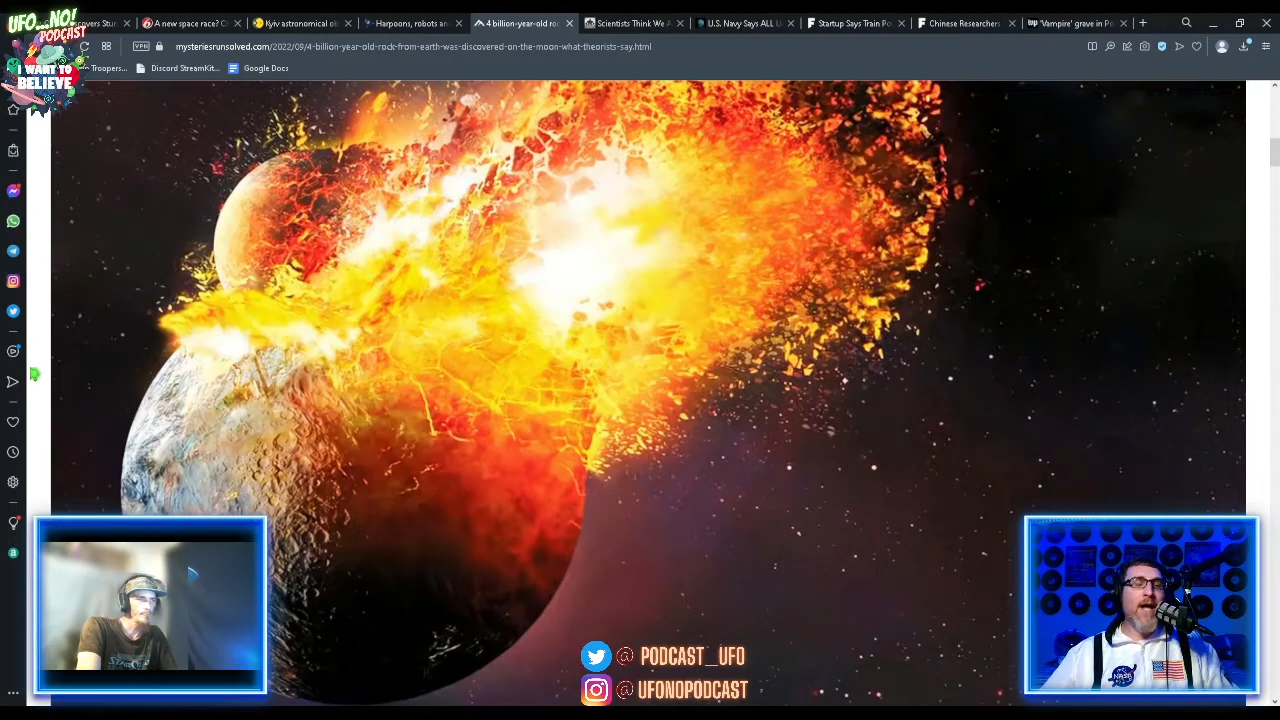 UFO...NO!
PODCAST
I WANT TO
BELIEVE
A new space race? C
Kyiv astronomical o
Harpoons, robots an
4 billion-year-old ro
Scientists Think We A
U.S. Navy Says ALL U
Startup Says Train Po
Chinese Researchers
'Vampire' grave in Po
VPN
mysteriesrunsolved.com/2022/09/4-billion-year-old-rock-from-earth-was-discovered-on-the-moon-what-theorists-say.html
Troopers...
Discord StreamKit...
Google Docs
NASA
@ PODCAST_UFO
@ UFONOPODCAST